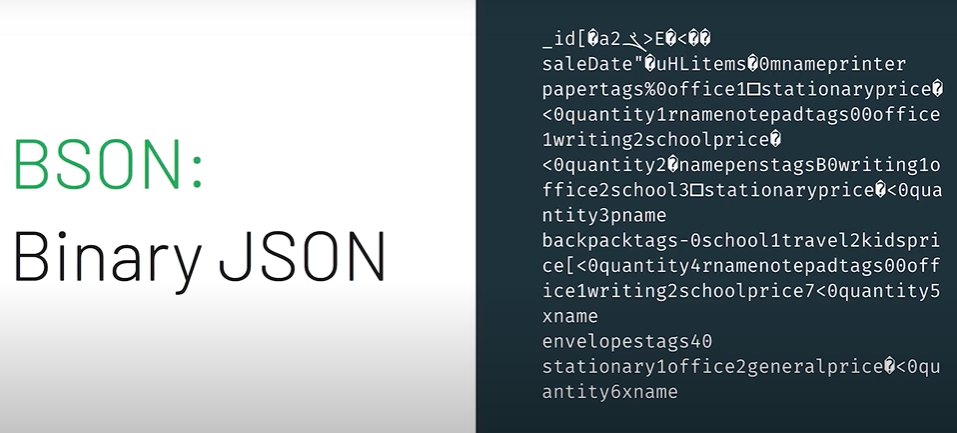 BSON:
Binary JSON
_id[�a2ޤ>E�<��
saleDate"�uHLitems�0mnameprinter
papertags%0office1□stationaryprice�
<0quantity1rnamenotepadtags00office
1writing2schoolprice�
<0quantity2�namepenstagsB0writing1o
ffice2school3□stationaryprice�<0qua
ntity3pname
backpacktags-0school1travel2kidspri
ce[<0quantity4rnamenotepadtags00off
ice1writing2schoolprice7<0quantity5
xname
envelopestags40
stationary1office2generalprice�<0qu
antity6xname